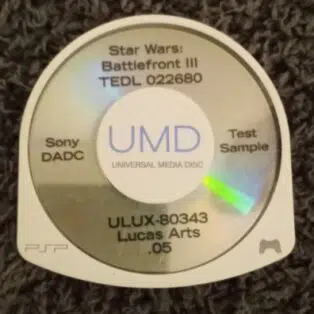 Star Wars:
Battlefront III
TEDL 022680
Sony
DADC
UMD
UNIVERSAL MEDIA DISC
Test
Sample
ULUX-80343
Lucas Arts
.05
PSP